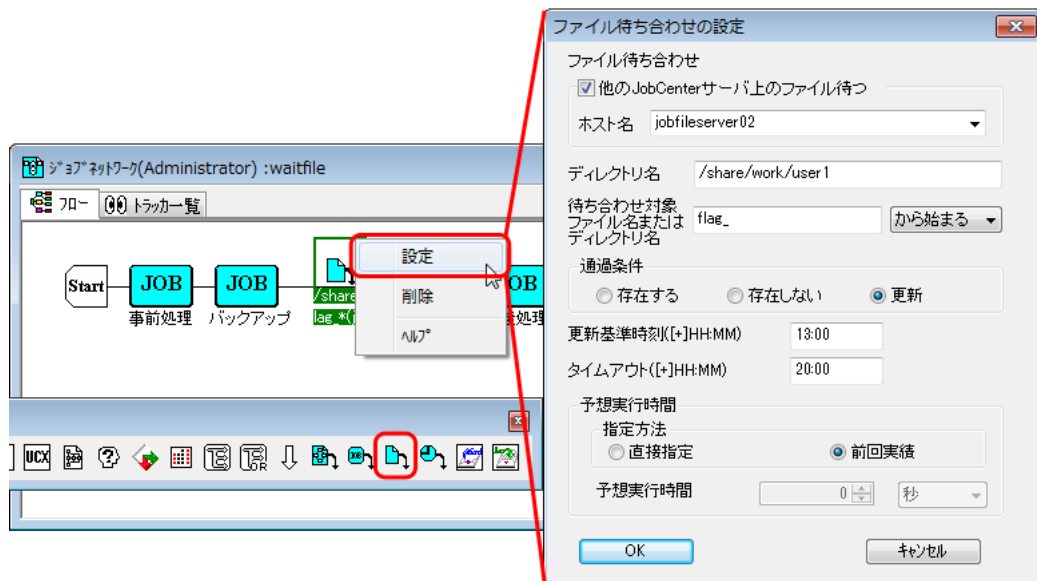 ジョブネットワーク(Administrator) :waitfile
フロー
トラッカ一覧
Start
JOB
JOB
事前処理
バックアップ
/share
lag_*(
OB
処理
設定
削除
ヘルプ
UCX
ファイル待ち合わせの設定
ファイル待ち合わせ
他のJobCenterサーバ上のファイル待つ
ホスト名
jobfileserver02
ディレクトリ名
/share/work/user1
待ち合わせ対象
ファイル名または
ディレクトリ名
flag_
から始まる
通過条件
存在する
存在しない
更新
更新基準時刻([+]HH:MM)
13:00
タイムアウト([+]HH:MM)
20:00
予想実行時間
指定方法
直接指定
前回実績
予想実行時間
0
秒
OK
キャンセル